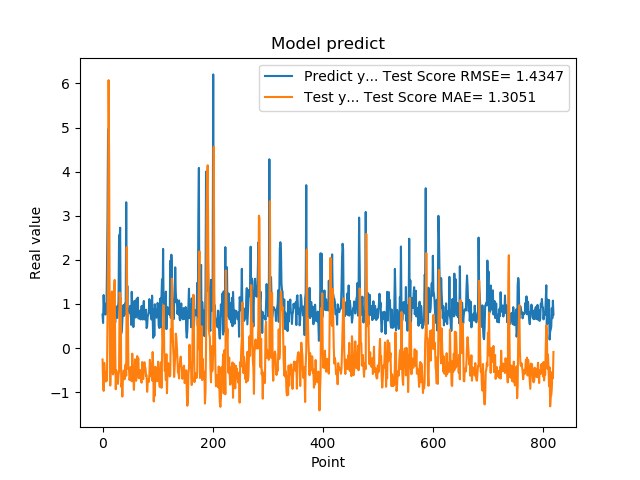 Model predict
Predict y... Test Score RMSE= 1.4347
Test y... Test Score MAE= 1.3051
Real value
6
5
4
3
2
1
0
−1
0 200 400 600 800
Point